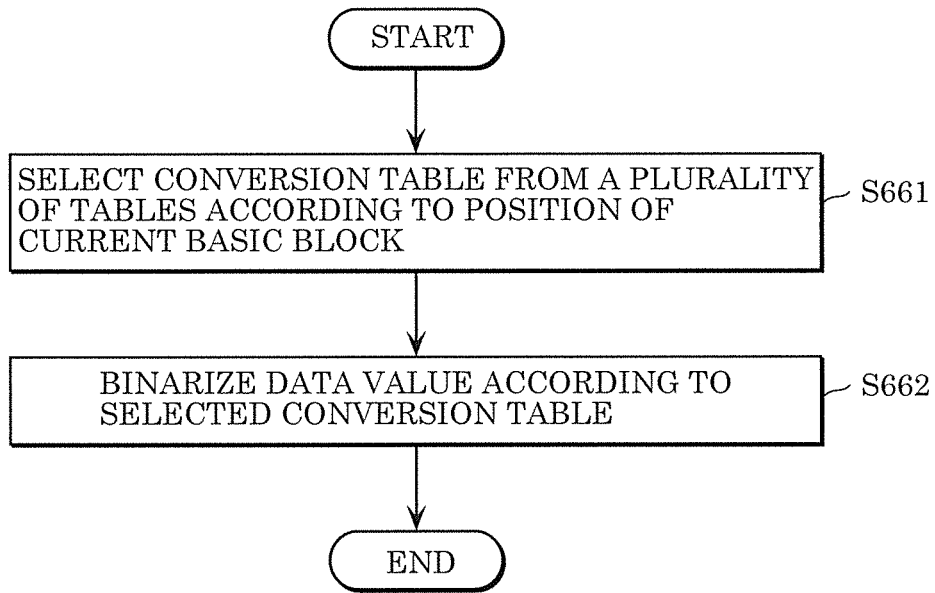 START
SELECT CONVERSION TABLE FROM A PLURALITY
OF TABLES ACCORDING TO POSITION OF
CURRENT BASIC BLOCK
S661
BINARIZE DATA VALUE ACCORDING TO
SELECTED CONVERSION TABLE
S662
END